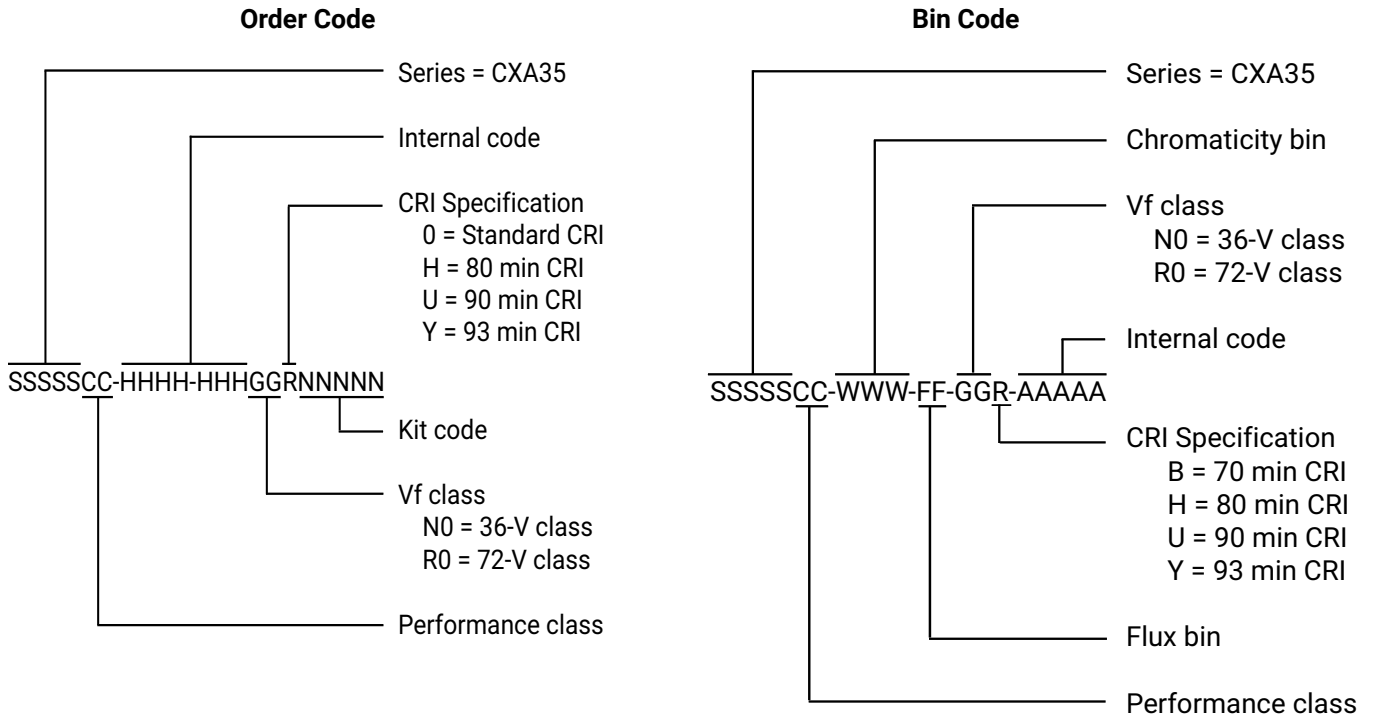 Order Code
Series = CXA35
Internal code
CRI Specification
0 = Standard CRI
H = 80 min CRI
U = 90 min CRI
Y = 93 min CRI
SSSSSCC-HHHH-HHHGGRNNNNN
Kit code
Vf class
N0 = 36-V class
R0 = 72-V class
Performance class
Bin Code
Series = CXA35
Chromaticity bin
Vf class
N0 = 36-V class
R0 = 72-V class
Internal code
SSSSSCC-WWW-FF-GGR-AAAAA
CRI Specification
B = 70 min CRI
H = 80 min CRI
U = 90 min CRI
Y = 93 min CRI
Flux bin
Performance class